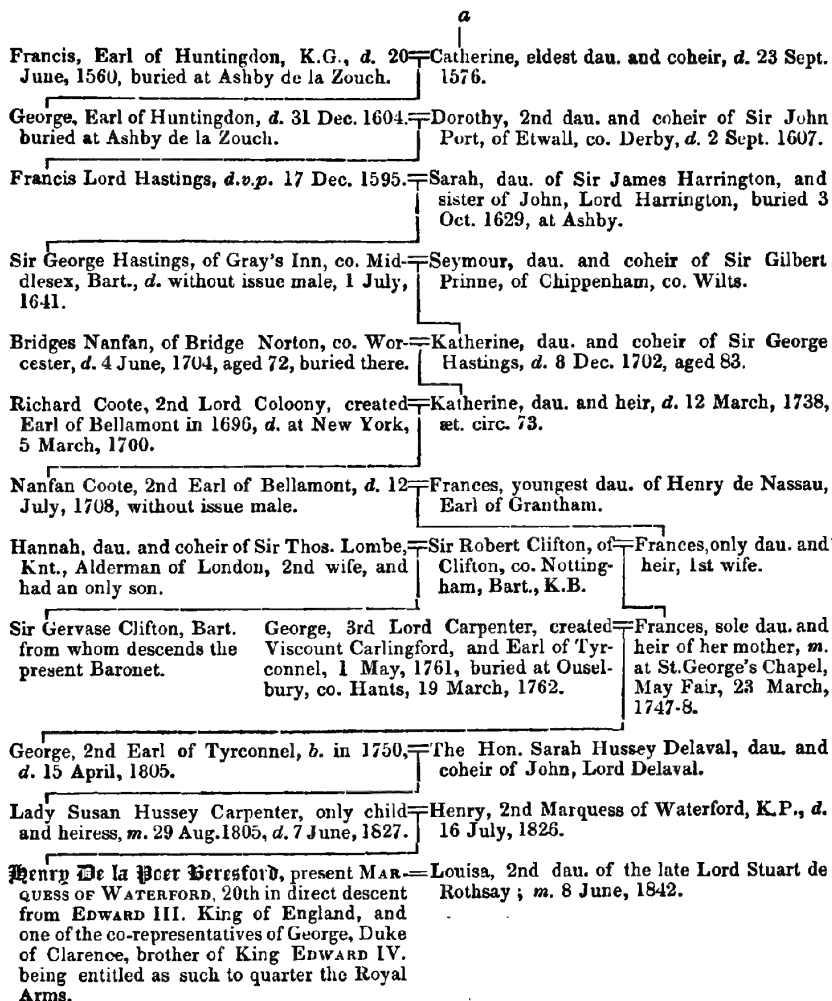 a
Francis, Earl of Huntingdon, K.G., d. 20
June, 1560, buried at Ashby de la Zouch.
Catherine, eldest dau. and coheir, d. 23 Sept.
1576.
George, Earl of Huntingdon, d. 31 Dec. 1604.
buried at Ashby de la Zouch.
Dorothy, 2nd dau. and coheir of Sir John
Port, of Etwall, co. Derby, d. 2 Sept. 1607.
Francis Lord Hastings, d.v.p. 17 Dec. 1595.
Sarah, dau. of Sir James Harrington, and
sister of John, Lord Harrington, buried 3
Oct. 1629, at Ashby.
Sir George Hastings, of Gray's Inn, co. Mid-
dlesex, Bart., d. without issue male, 1 July,
1641.
Seymour, dau. and coheir of Sir Gilbert
Prinne, of Chippenham, co. Wilts.
Bridges Nanfan, of Bridge Norton, co. Wor-
cester, d. 4 June, 1704, aged 72, buried there.
Katherine, dau. and coheir of Sir George
Hastings, d. 8 Dec. 1702, aged 83.
Richard Coote, 2nd Lord Coloony, created
Earl of Bellamont in 1696, d. at New York,
5 March, 1700.
Katherine, dau. and heir, d. 12 March, 1738,
æt. circ. 73.
Nanfan Coote, 2nd Earl of Bellamont, d. 12
July, 1708, without issue male.
Frances, youngest dau. of Henry de Nassau,
Earl of Grantham.
Hannah, dau. and coheir of Sir Thos. Lombe,
Knt., Alderman of London, 2nd wife, and
had an only son.
Sir Robert Clifton, of
Clifton, co. Notting-
ham, Bart., K.B.
Frances, only dau. and
heir, 1st wife.
Sir Gervase Clifton, Bart.
from whom descends the
present Baronet.
George, 3rd Lord Carpenter, created
Viscount Carlingford, and Earl of Tyr-
connel, 1 May, 1761, buried at Ousel-
bury, co. Hants, 19 March, 1762.
Frances, sole dau. and
heir of her mother, m.
at St. George's Chapel,
May Fair, 23 March,
1747-8.
George, 2nd Earl of Tyrconnel, b. in 1750,
d. 15 April, 1805.
The Hon. Sarah Hussey Delaval, dau. and
coheir of John, Lord Delaval.
Lady Susan Hussey Carpenter, only child
and heiress, m. 29 Aug. 1805, d. 7 June, 1827.
Henry, 2nd Marquess of Waterford, K.P., d.
16 July, 1826.
Henry De la Poer Beresford, present MAR-
QUESS OF WATERFORD, 20th in direct descent
from EDWARD III. King of England, and
one of the co-representatives of George, Duke
of Clarence, brother of King EDWARD IV.
being entitled as such to quarter the Royal
Arms.
Louisa, 2nd dau. of the late Lord Stuart de
Rothsay ; m. 8 June, 1842.